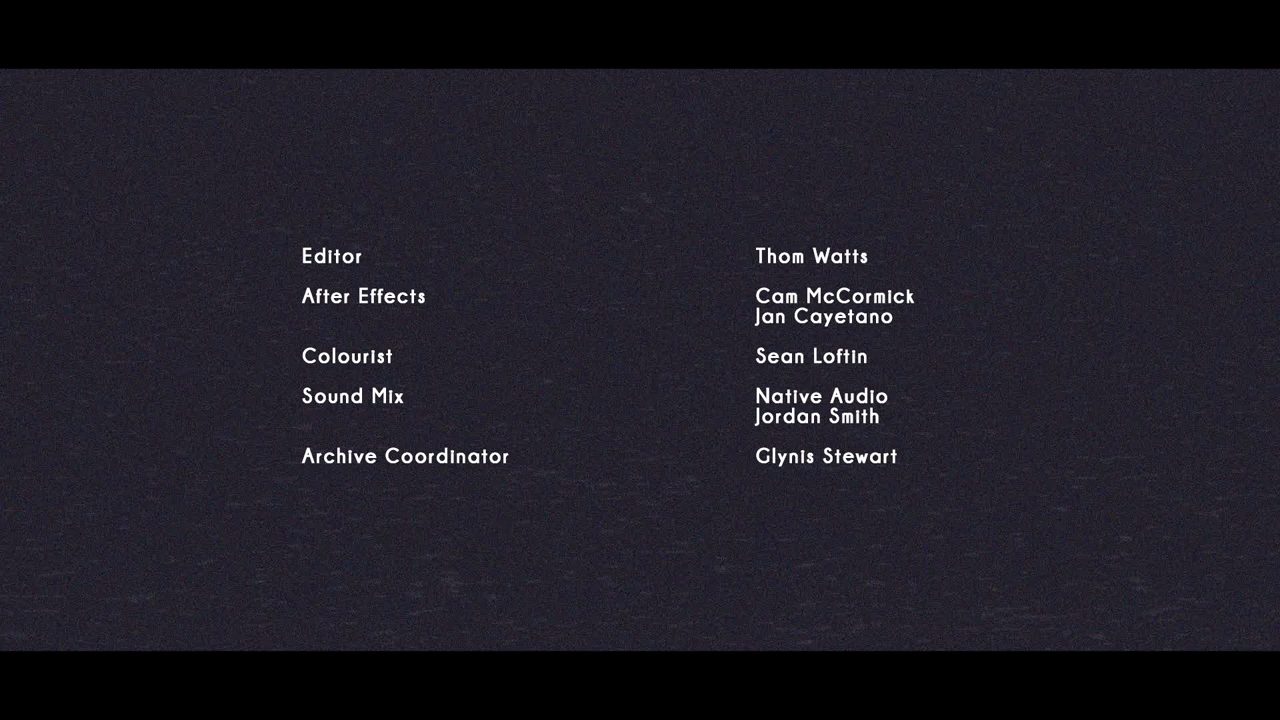 Editor Thom Watts
After Effects Cam McCormick
Jan Cayetano
Colourist Sean Loftin
Sound Mix Native Audio
Jordan Smith
Archive Coordinator Glynis Stewart